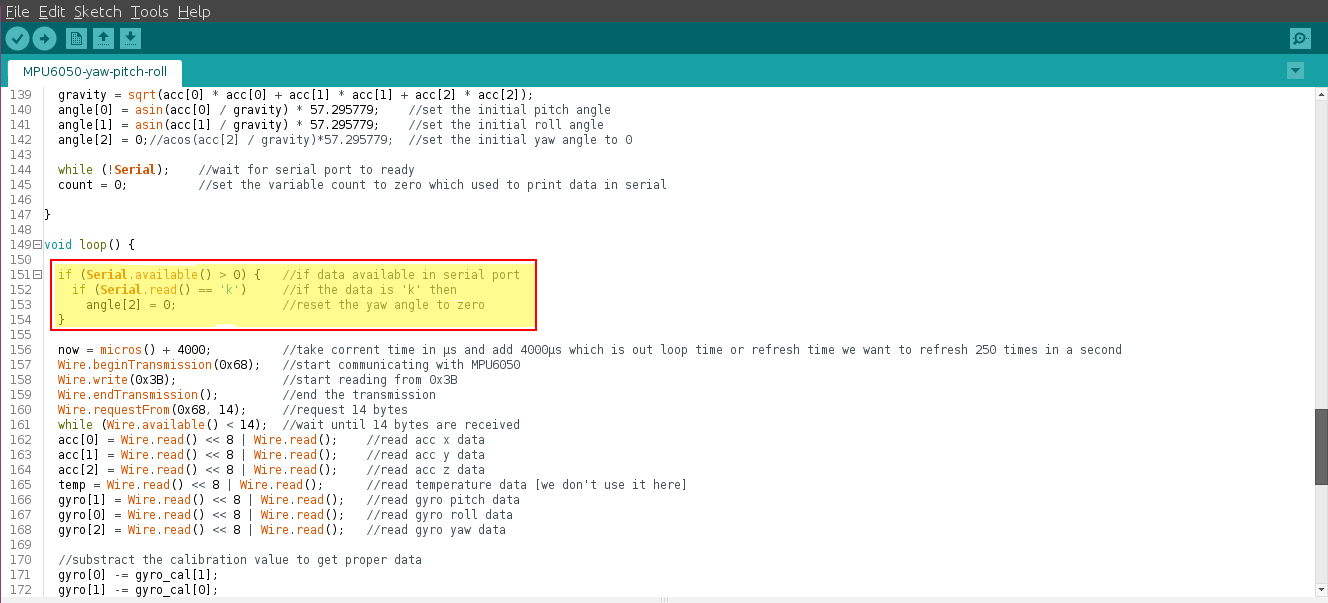 File Edit Sketch Tools Help
MPU6050-yaw-pitch-roll
139 gravity = sqrt(acc[0] * acc[0] + acc[1] * acc[1] + acc[2] * acc[2]);
140 angle[0] = asin(acc[0] / gravity) * 57.295779;    //set the initial pitch angle
141 angle[1] = asin(acc[1] / gravity) * 57.295779;    //set the initial roll angle
142 angle[2] = 0;//acos(acc[2] / gravity)*57.295779;  //set the initial yaw angle to 0
143
144 while (!Serial);    //wait for serial port to ready
145 count = 0;          //set the variable count to zero which used to print data in serial
146
147 }
148
149 void loop() {
150
151 if (Serial.available() > 0) {   //if data available in serial port
152 if (Serial.read() == 'k')     //if the data is 'k' then
153 angle[2] = 0;               //reset the yaw angle to zero
154 }
155
156 now = micros() + 4000;          //take corrent time in µs and add 4000µs which is out loop time or refresh time we want to refresh 250 times in a second
157 Wire.beginTransmission(0x68);   //start communicating with MPU6050
158 Wire.write(0x3B);               //start reading from 0x3B
159 Wire.endTransmission();         //end the transmission
160 Wire.requestFrom(0x68, 14);     //request 14 bytes
161 while (Wire.available() < 14);  //wait until 14 bytes are received
162 acc[0] = Wire.read() << 8 | Wire.read();    //read acc x data
163 acc[1] = Wire.read() << 8 | Wire.read();    //read acc y data
164 acc[2] = Wire.read() << 8 | Wire.read();    //read acc z data
165 temp = Wire.read() << 8 | Wire.read();      //read temperature data [we don't use it here]
166 gyro[1] = Wire.read() << 8 | Wire.read();   //read gyro pitch data
167 gyro[0] = Wire.read() << 8 | Wire.read();   //read gyro roll data
168 gyro[2] = Wire.read() << 8 | Wire.read();   //read gyro yaw data
169
170 //substract the calibration value to get proper data
171 gyro[0] -= gyro_cal[1];
172 gyro[1] -= gyro_cal[0];